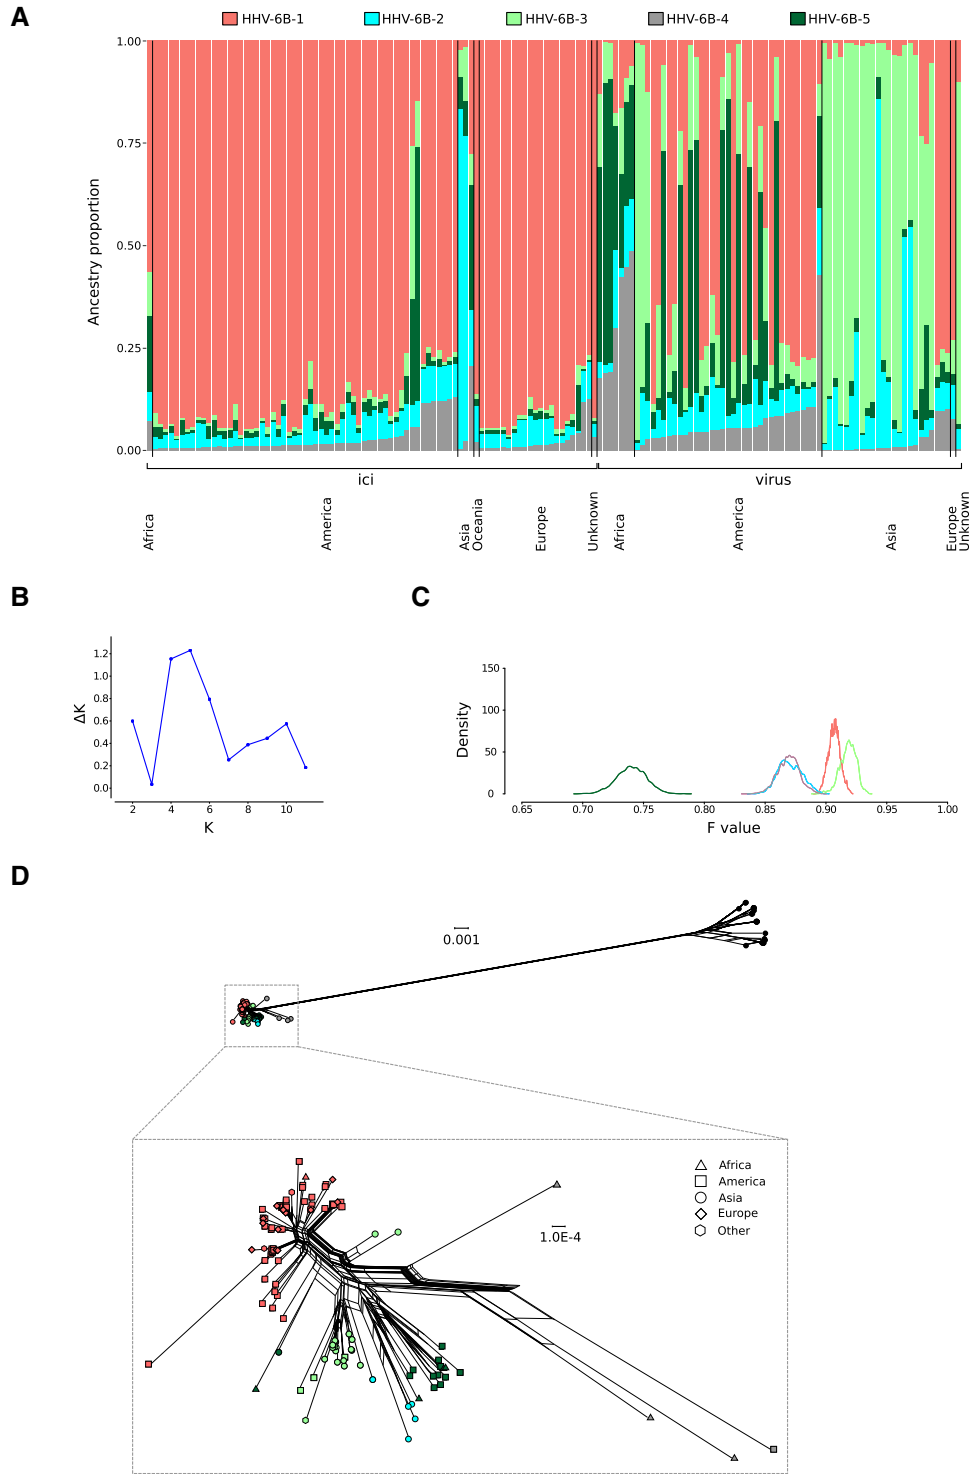 A
HHV-6B-1 HHV-6B-2 HHV-6B-3 HHV-6B-4 HHV-6B-5
Ancestry proportion
1.00
0.75
0.50
0.25
0.00
ici virus
Africa America Asia Oceania Europe Unknown Africa America Asia Europe Unknown
B
ΔK
1.2
1.0
0.8
0.6
0.4
0.2
0.0
2 4 6 8 10
K
C
Density
150
100
50
0
0.65 0.70 0.75 0.80 0.85 0.90 0.95 1.00
F value
D
0.001
Africa
America
Asia
Europe
Other
1.0E-4